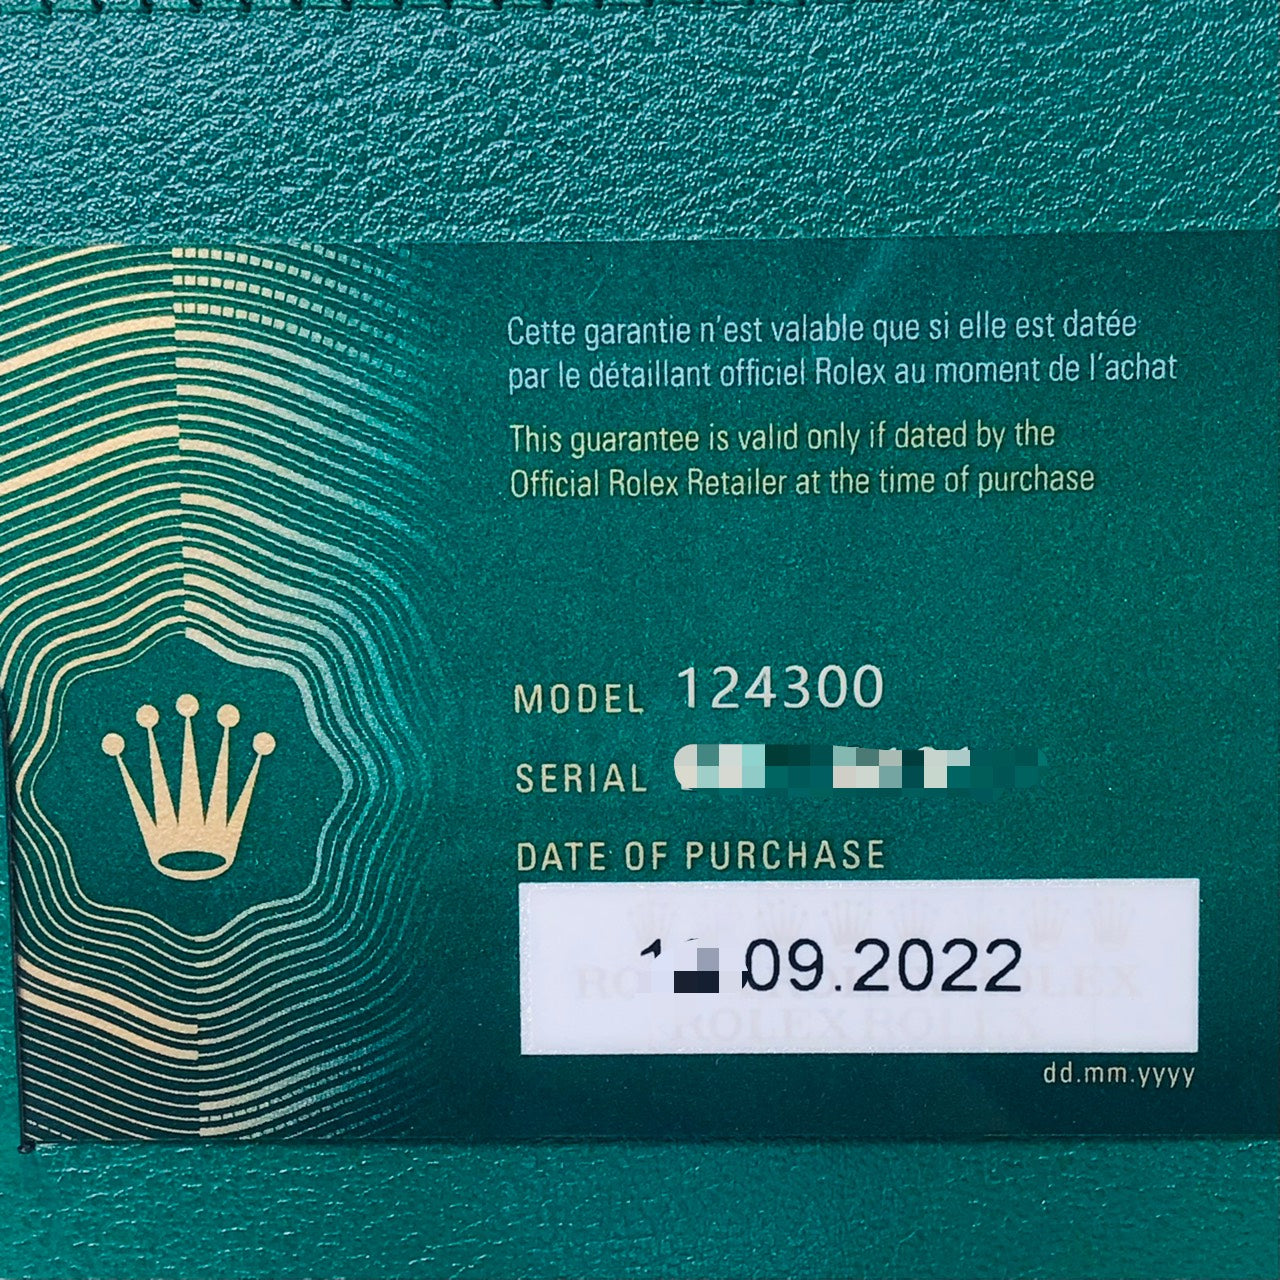 Cette garantie n'est valable que si elle est datée
par le détaillant officiel Rolex au moment de l'achat
This guarantee is valid only if dated by the
Official Rolex Retailer at the time of purchase
MODEL 124300
SERIAL
DATE OF PURCHASE
09.2022
ROLEX ROLEX
dd.mm.yyyy